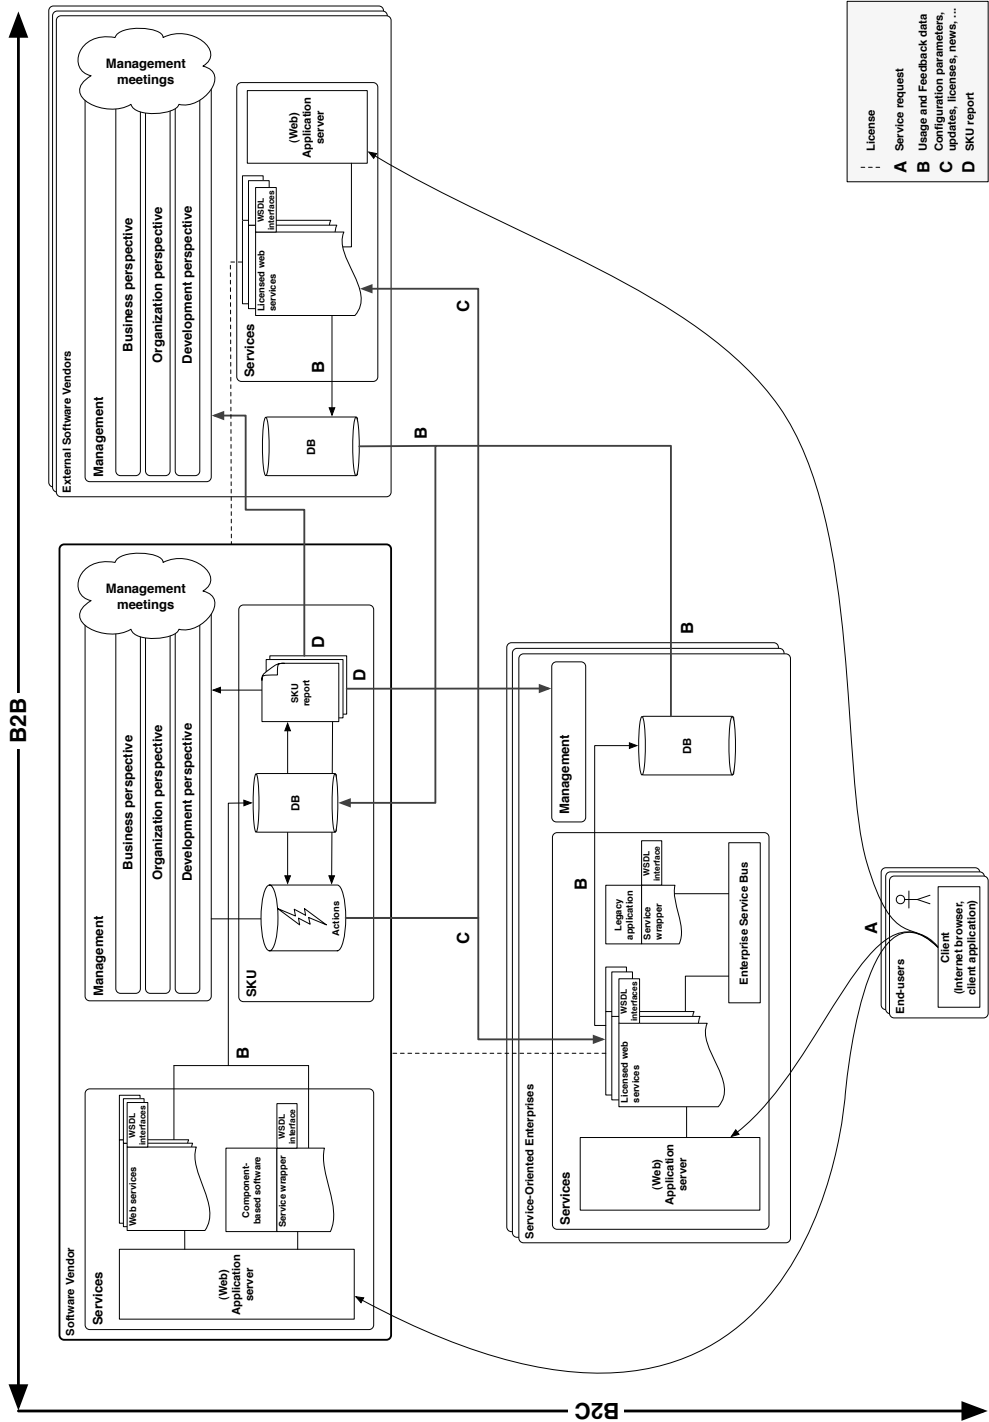 B2B
B2C
Software Vendor
Services
Web services
WSDL
interfaces
Component-
based software
Service wrapper
WSDL
interface
(Web)
Application
server
B
Management
Business perspective
Organization perspective
Development perspective
Management
meetings
SKU
Actions
DB
SKU
report
D
D
C
External Software Vendors
Management
Business perspective
Organization perspective
Development perspective
Management
meetings
DB
B
B
Services
Licensed web
services
WSDL
interfaces
(Web)
Application
server
C
Service-Oriented Enterprises
Services
(Web)
Application
server
Licensed web
services
WSDL
interfaces
B
Legacy
application
Service
wrapper
WSDL
interface
Enterprise Service Bus
Management
DB
B
End-users
Client
(Internet browser,
client application)
A
License
A Service request
B Usage and Feedback data
C Configuration parameters,
updates, licenses, news, ...
D SKU report